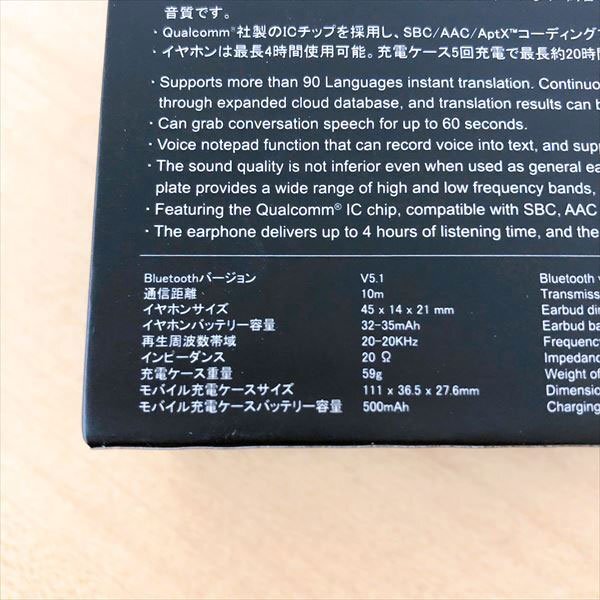 音質です。
・Qualcomm®社製のICチップを採用し、SBC/AAC/AptX™コーディング
・イヤホンは最長4時間使用可能。充電ケース5回充電で最長約20時間
・Supports more than 90 Languages instant translation. Continuo
through expanded cloud database, and translation results can b
・Can grab conversation speech for up to 60 seconds.
・Voice notepad function that can record voice into text, and sup
・The sound quality is not inferior even when used as general ea
plate provides a wide range of high and low frequency bands,
・Featuring the Qualcomm® IC chip, compatible with SBC, AAC
・The earphone delivers up to 4 hours of listening time, and the
Bluetoothバージョン V5.1 Bluetooth
通信距離 10m Transmiss
イヤホンサイズ 45 x 14 x 21 mm Earbud di
イヤホンバッテリー容量 32-35mAh Earbud ba
再生周波数帯域 20-20KHz Frequency
インピーダンス 20 Ω Impedanc
充電ケース重量 59g Weight of
モバイル充電ケースサイズ 111 x 36.5 x 27.6mm Dimension
モバイル充電ケースバッテリー容量 500mAh Charging